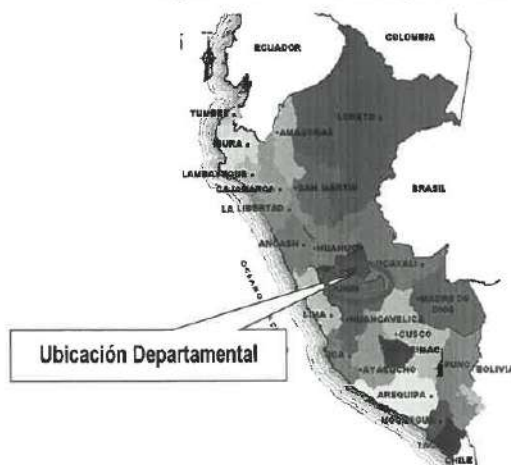 COLOMBIA
ECUADOR
TUMBES
LORETO
AMAZONAS
PIURA
LAMBAYEQUE
CAJAMARCA
SAN MARTIN
BRASIL
LA LIBERTAD
ANCASH
HUANUCO
UCAYALI
MADRE DE
DIOS
LIMA
HUANCAVELICA
CUSCO
Ubicación Departamental
ICA
AYACUCHO
PUNO
BOLIVIA
AREQUIPA
MOQUEGUA
CHILE